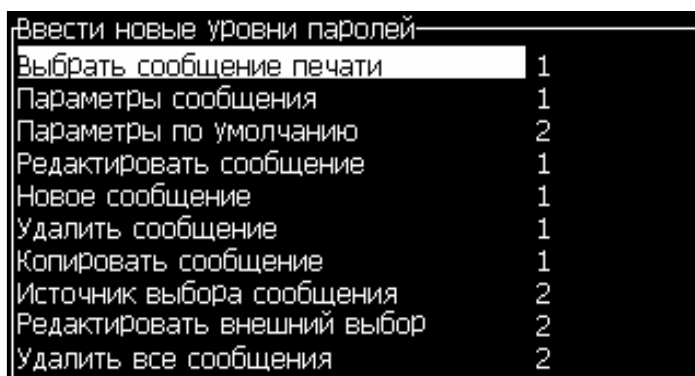 Ввести новые уровни паролей
Выбрать сообщение печати 1
Параметры сообщения 1
Параметры по умолчанию 2
Редактировать сообщение 1
Новое сообщение 1
Удалить сообщение 1
Копировать сообщение 1
Источник выбора сообщения 2
Редактировать внешний выбор 2
Удалить все сообщения 2